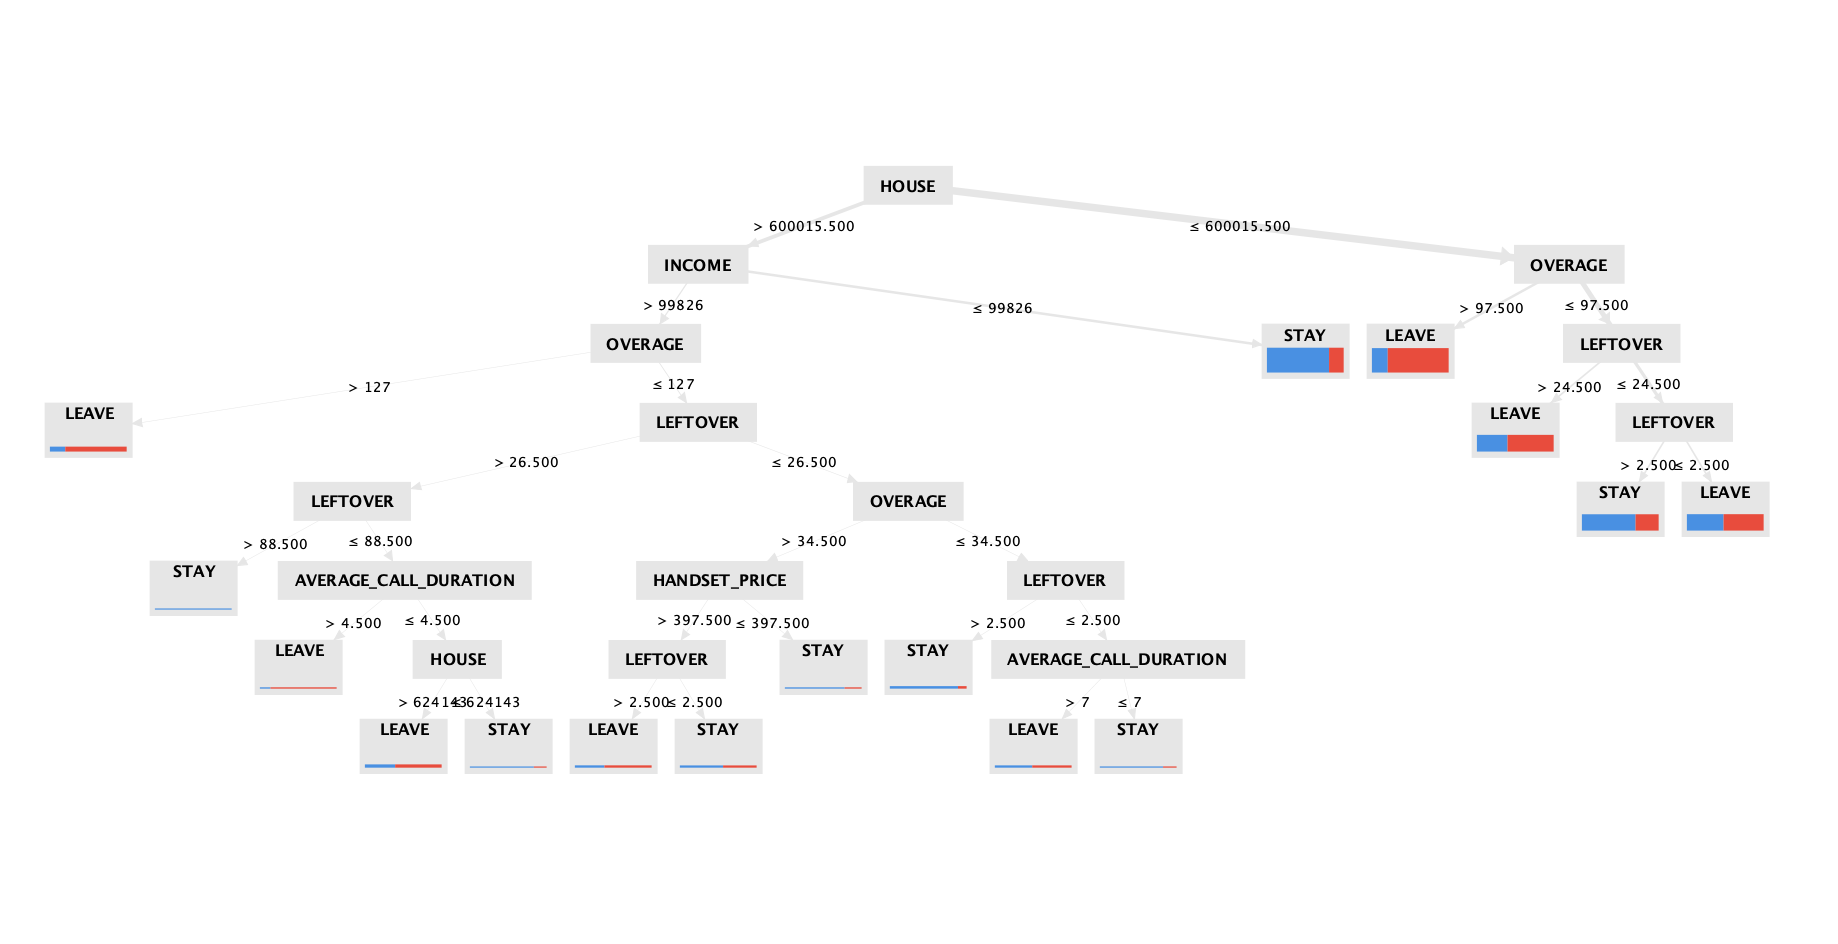 HOUSE
> 600015.500
≤ 600015.500
INCOME
OVERAGE
> 99826
≤ 99826
> 97.500
≤ 97.500
OVERAGE
STAY
LEAVE
LEFTOVER
> 127
≤ 127
> 24.500
≤ 24.500
LEAVE
LEFTOVER
LEAVE
LEFTOVER
> 26.500
≤ 26.500
> 2.500
≤ 2.500
LEFTOVER
OVERAGE
STAY
LEAVE
> 88.500
≤ 88.500
> 34.500
≤ 34.500
STAY
AVERAGE_CALL_DURATION
HANDSET_PRICE
LEFTOVER
> 4.500
≤ 4.500
> 397.500
≤ 397.500
> 2.500
≤ 2.500
LEAVE
HOUSE
LEFTOVER
STAY
STAY
AVERAGE_CALL_DURATION
> 624143
≤ 624143
> 2.500
≤ 2.500
> 7
≤ 7
LEAVE
STAY
LEAVE
STAY
LEAVE
STAY